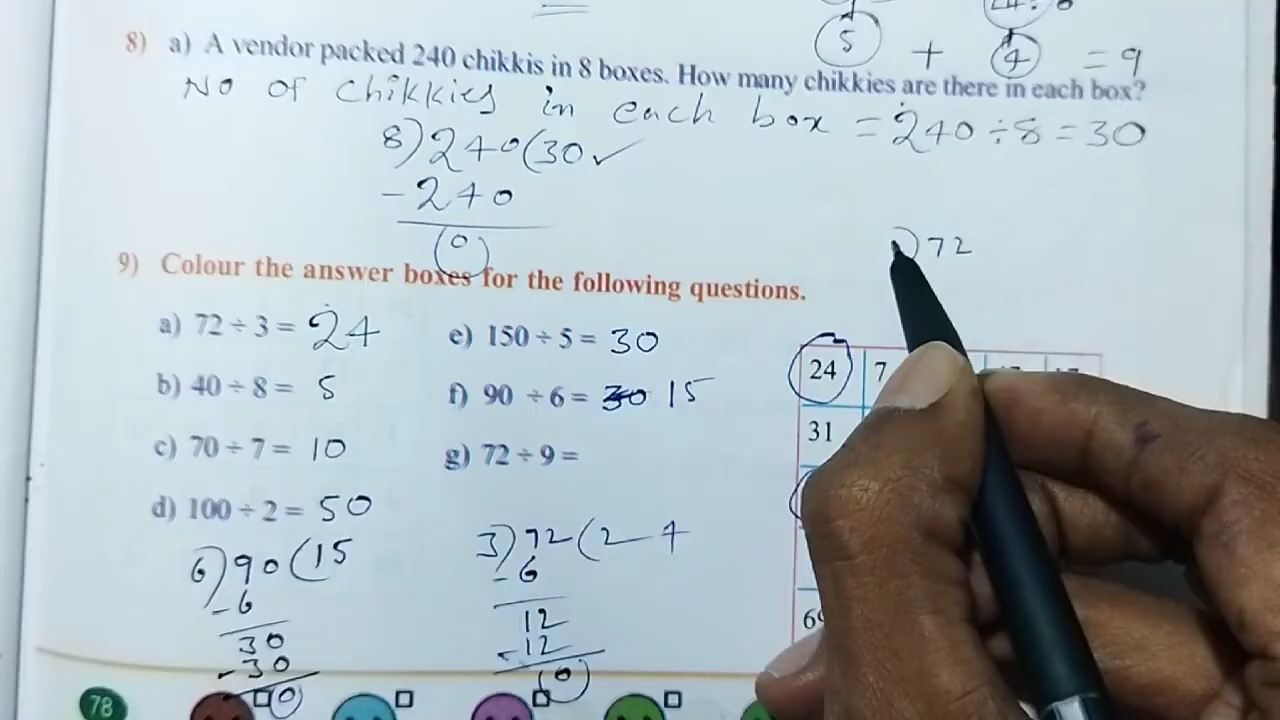 5 + 4 = 9
8) a) A vendor packed 240 chikkis in 8 boxes. How many chikkies are there in each box?
No of chikkies in each box = 240 ÷ 8 = 30
8)240(30✓
-240
0
)72
9) Colour the answer boxes for the following questions.
a) 72 ÷ 3 = 24 e) 150 ÷ 5 = 30
b) 40 ÷ 8 = 5 f) 90 ÷ 6 = 15
c) 70 ÷ 7 = 10 g) 72 ÷ 9 =
d) 100 ÷ 2 = 50
24 7
31
6)90(15
-6
30
-30
0
3)72(24
-6
12
-12
0
78